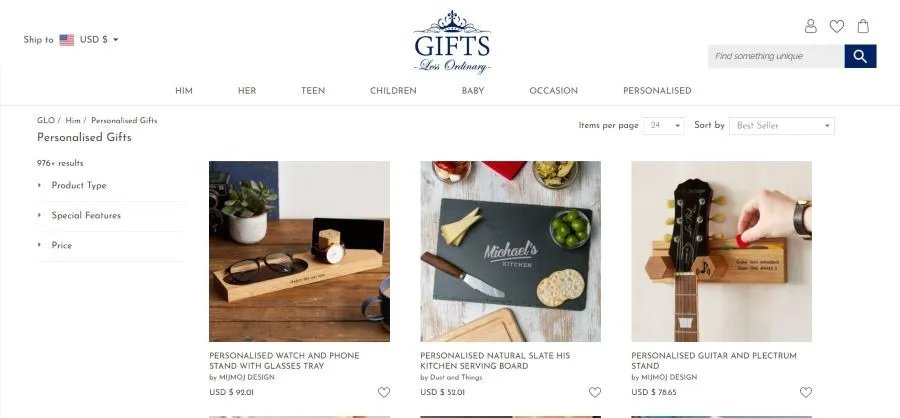 Ship to USD $
GIFTS
Less Ordinary
Find something unique
HIM HER TEEN CHILDREN BABY OCCASION PERSONALISED
GLO / Him / Personalised Gifts
Personalised Gifts
Items per page 24 Sort by Best Seller
976+ results
Product Type
Special Features
Price
Michael's
KITCHEN
PERSONALISED WATCH AND PHONE
STAND WITH GLASSES TRAY
by MIJMOJ DESIGN
USD $ 92.01
PERSONALISED NATURAL SLATE HIS
KITCHEN SERVING BOARD
by Dust and Things
USD $ 52.01
PERSONALISED GUITAR AND PLECTRUM
STAND
by MIJMOJ DESIGN
USD $ 78.65